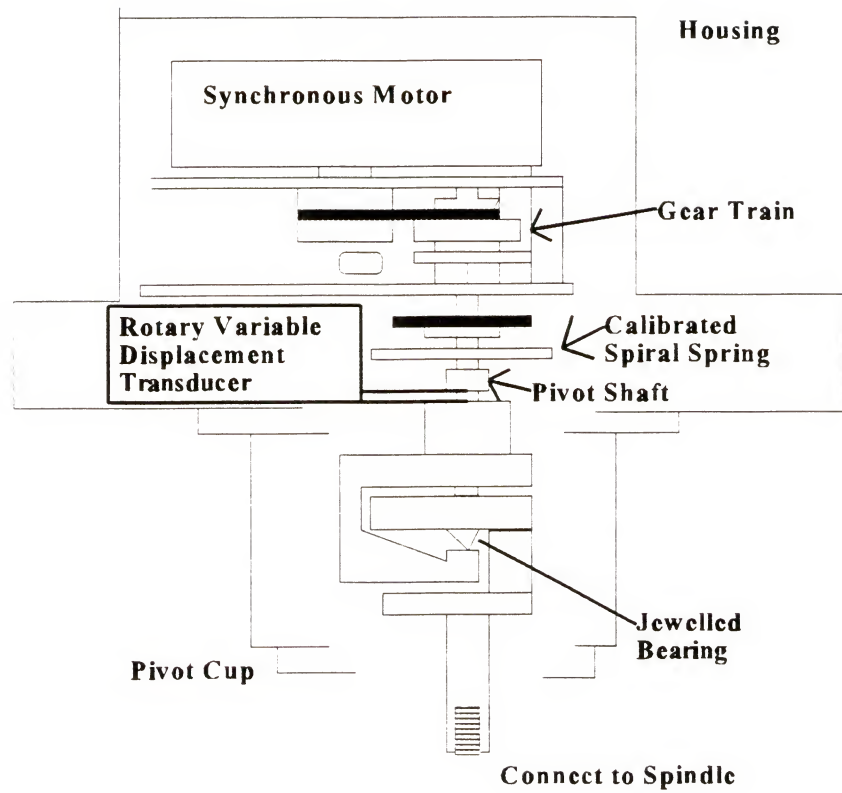 Housing
Synchronous Motor
Gear Train
Rotary Variable
Displacement
Transducer
Calibrated
Spiral Spring
Pivot Shaft
Jewelled
Bearing
Pivot Cup
Connect to Spindle